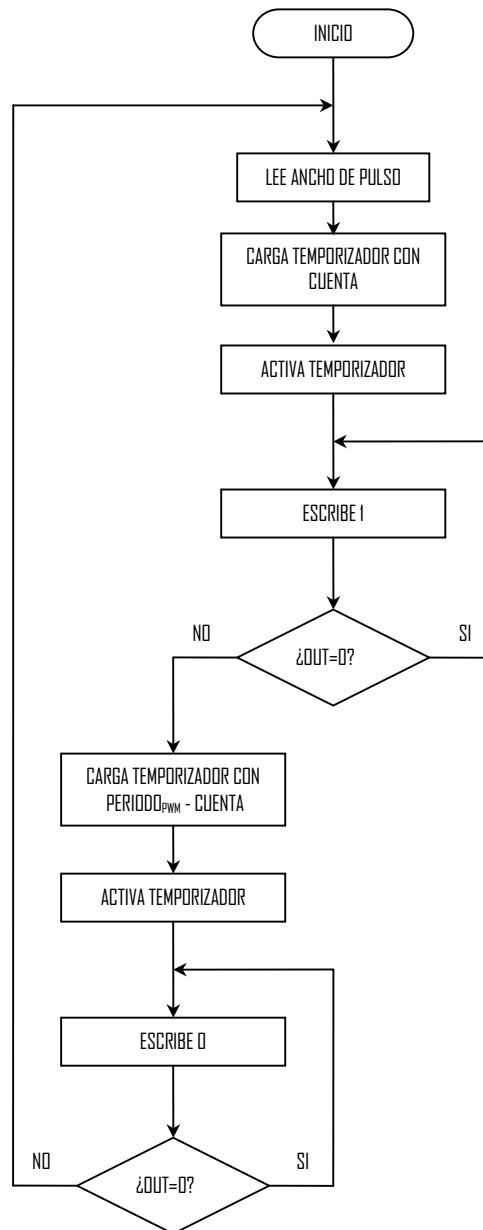 INICIO
LEE ANCHO DE PULSO
CARGA TEMPORIZADOR CON
CUENTA
ACTIVA TEMPORIZADOR
ESCRIBE 1
NO
SI
¿OUT=0?
CARGA TEMPORIZADOR CON
PERIODOPWM - CUENTA
ACTIVA TEMPORIZADOR
ESCRIBE 0
NO
SI
¿OUT=0?